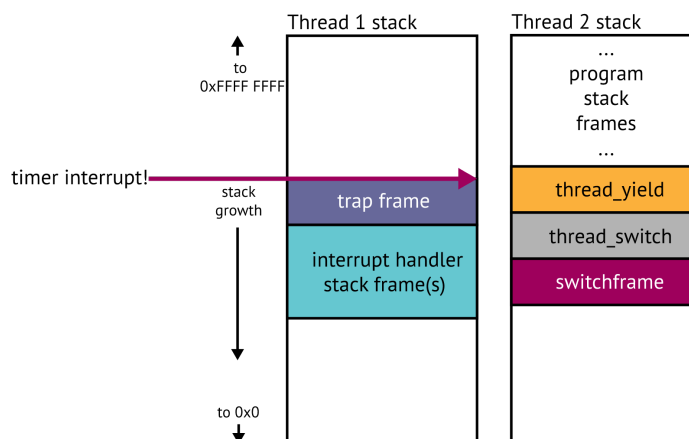 Thread 1 stack
Thread 2 stack
to
0xFFFF FFFF
...
program
stack
frames
...
timer interrupt!
stack
growth
trap frame
interrupt handler
stack frame(s)
thread_yield
thread_switch
switchframe
to 0x0